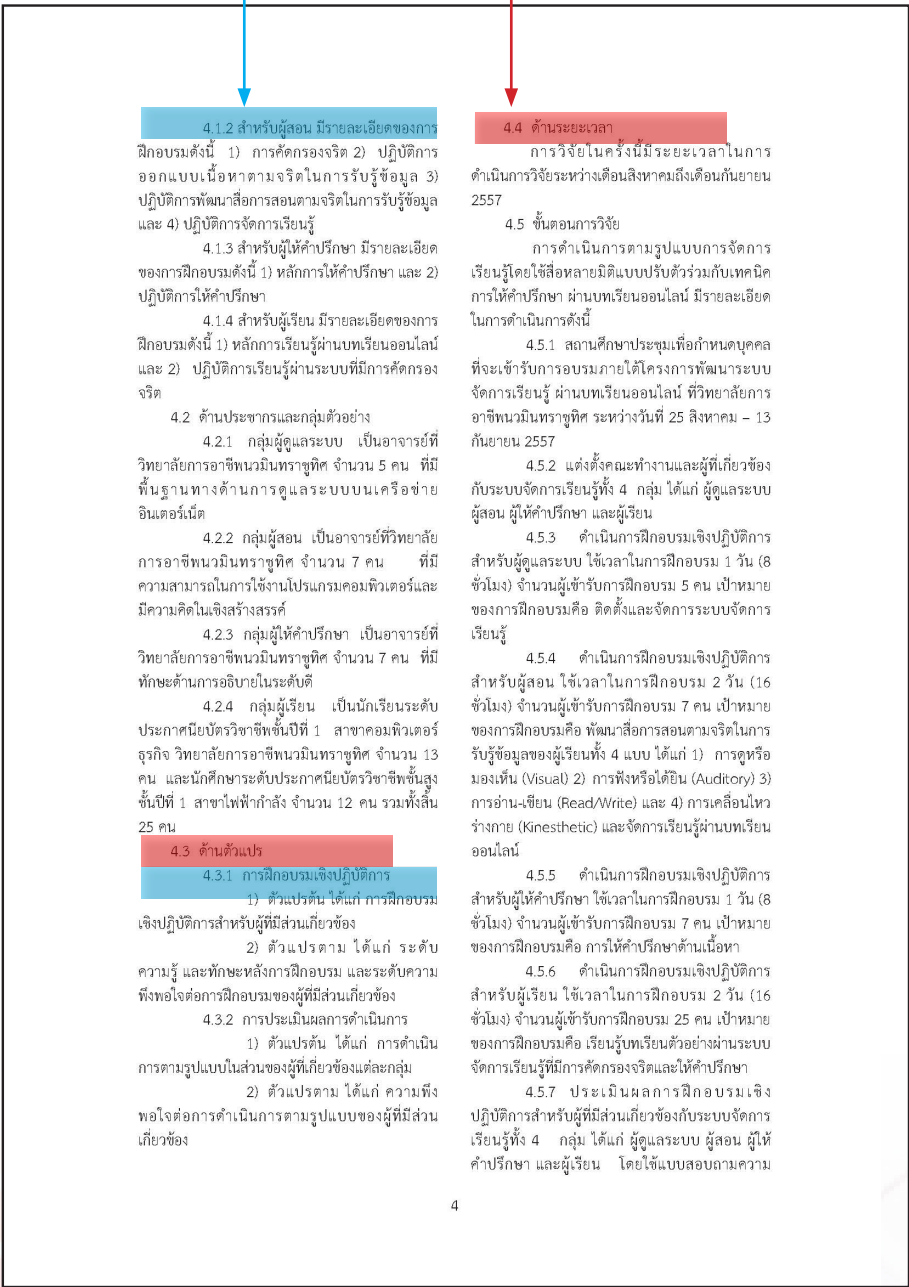 4.1.2 สำหรับผู้สอน มีรายละเอียดของการ
ฝึกอบรมดังนี้ 1) การคัดกรองจริต 2) ปฏิบัติการ
ออกแบบเนื้อหาตามจริตในการรับรู้ข้อมูล 3)
ปฏิบัติการพัฒนาสื่อการสอนตามจริตในการรับรู้ข้อมูล
และ 4) ปฏิบัติการจัดการเรียนรู้
4.1.3 สำหรับผู้ให้คำปรึกษา มีรายละเอียด
ของการฝึกอบรมดังนี้ 1) หลักการให้คำปรึกษา และ 2)
ปฏิบัติการให้คำปรึกษา
4.1.4 สำหรับผู้เรียน มีรายละเอียดของการ
ฝึกอบรมดังนี้ 1) หลักการเรียนรู้ผ่านบทเรียนออนไลน์
และ 2) ปฏิบัติการเรียนรู้ผ่านระบบที่มีการคัดกรอง
จริต
4.2 ด้านประชากรและกลุ่มตัวอย่าง
4.2.1 กลุ่มผู้ดูแลระบบ เป็นอาจารย์ที่
วิทยาลัยการอาชีพนวมินทราชูทิศ จำนวน 5 คน ที่มี
พื้นฐานทางด้านการดูแลระบบบนเครือข่าย
อินเตอร์เน็ต
4.2.2 กลุ่มผู้สอน เป็นอาจารย์ที่วิทยาลัย
การอาชีพนวมินทราชูทิศ จำนวน 7 คน ที่มี
ความสามารถในการใช้งานโปรแกรมคอมพิวเตอร์และ
มีความคิดในเชิงสร้างสรรค์
4.2.3 กลุ่มผู้ให้คำปรึกษา เป็นอาจารย์ที่
วิทยาลัยการอาชีพนวมินทราชูทิศ จำนวน 7 คน ที่มี
ทักษะด้านการอธิบายในระดับดี
4.2.4 กลุ่มผู้เรียน เป็นนักเรียนระดับ
ประกาศนียบัตรวิชาชีพชั้นปีที่ 1 สาขาคอมพิวเตอร์
ธุรกิจ วิทยาลัยการอาชีพนวมินทราชูทิศ จำนวน 13
คน และนักศึกษาระดับประกาศนียบัตรวิชาชีพชั้นสูง
ชั้นปีที่ 1 สาขาไฟฟ้ากำลัง จำนวน 12 คน รวมทั้งสิ้น
25 คน
4.3 ด้านตัวแปร
4.3.1 การฝึกอบรมเชิงปฏิบัติการ
1) ตัวแปรต้น ได้แก่ การฝึกอบรม
เชิงปฏิบัติการสำหรับผู้ที่มีส่วนเกี่ยวข้อง
2) ตัวแปรตาม ได้แก่ ระดับ
ความรู้ และทักษะหลังการฝึกอบรม และระดับความ
พึงพอใจต่อการฝึกอบรมของผู้ที่มีส่วนเกี่ยวข้อง
4.3.2 การประเมินผลการดำเนินการ
1) ตัวแปรต้น ได้แก่ การดำเนิน
การตามรูปแบบในส่วนของผู้ที่เกี่ยวข้องแต่ละกลุ่ม
2) ตัวแปรตาม ได้แก่ ความพึง
พอใจต่อการดำเนินการตามรูปแบบของผู้ที่มีส่วน
เกี่ยวข้อง
4.4 ด้านระยะเวลา
การวิจัยในครั้งนี้มีระยะเวลาในการ
ดำเนินการวิจัยระหว่างเดือนสิงหาคมถึงเดือนกันยายน
2557
4.5 ขั้นตอนการวิจัย
การดำเนินการตามรูปแบบการจัดการ
เรียนรู้โดยใช้สื่อหลายมิติแบบปรับตัวร่วมกับเทคนิค
การให้คำปรึกษา ผ่านบทเรียนออนไลน์ มีรายละเอียด
ในการดำเนินการดังนี้
4.5.1 สถานศึกษาประชุมเพื่อกำหนดบุคคล
ที่จะเข้ารับการอบรมภายใต้โครงการพัฒนาระบบ
จัดการเรียนรู้ ผ่านบทเรียนออนไลน์ ที่วิทยาลัยการ
อาชีพนวมินทราชูทิศ ระหว่างวันที่ 25 สิงหาคม – 13
กันยายน 2557
4.5.2 แต่งตั้งคณะทำงานและผู้ที่เกี่ยวข้อง
กับระบบจัดการเรียนรู้ทั้ง 4 กลุ่ม ได้แก่ ผู้ดูแลระบบ
ผู้สอน ผู้ให้คำปรึกษา และผู้เรียน
4.5.3 ดำเนินการฝึกอบรมเชิงปฏิบัติการ
สำหรับผู้ดูแลระบบ ใช้เวลาในการฝึกอบรม 1 วัน (8
ชั่วโมง) จำนวนผู้เข้ารับการฝึกอบรม 5 คน เป้าหมาย
ของการฝึกอบรมคือ ติดตั้งและจัดการระบบจัดการ
เรียนรู้
4.5.4 ดำเนินการฝึกอบรมเชิงปฏิบัติการ
สำหรับผู้สอน ใช้เวลาในการฝึกอบรม 2 วัน (16
ชั่วโมง) จำนวนผู้เข้ารับการฝึกอบรม 7 คน เป้าหมาย
ของการฝึกอบรมคือ พัฒนาสื่อการสอนตามจริตในการ
รับรู้ข้อมูลของผู้เรียนทั้ง 4 แบบ ได้แก่ 1) การดูหรือ
มองเห็น (Visual) 2) การฟังหรือได้ยิน (Auditory) 3)
การอ่าน-เขียน (Read/Write) และ 4) การเคลื่อนไหว
ร่างกาย (Kinesthetic) และจัดการเรียนรู้ผ่านบทเรียน
ออนไลน์
4.5.5 ดำเนินการฝึกอบรมเชิงปฏิบัติการ
สำหรับผู้ให้คำปรึกษา ใช้เวลาในการฝึกอบรม 1 วัน (8
ชั่วโมง) จำนวนผู้เข้ารับการฝึกอบรม 7 คน เป้าหมาย
ของการฝึกอบรมคือ การให้คำปรึกษาด้านเนื้อหา
4.5.6 ดำเนินการฝึกอบรมเชิงปฏิบัติการ
สำหรับผู้เรียน ใช้เวลาในการฝึกอบรม 2 วัน (16
ชั่วโมง) จำนวนผู้เข้ารับการฝึกอบรม 25 คน เป้าหมาย
ของการฝึกอบรมคือ เรียนรู้บทเรียนตัวอย่างผ่านระบบ
จัดการเรียนรู้ที่มีการคัดกรองจริตและให้คำปรึกษา
4.5.7 ประเมินผลการฝึกอบรมเชิง
ปฏิบัติการสำหรับผู้ที่มีส่วนเกี่ยวข้องกับระบบจัดการ
เรียนรู้ทั้ง 4 กลุ่ม ได้แก่ ผู้ดูแลระบบ ผู้สอน ผู้ให้
คำปรึกษา และผู้เรียน โดยใช้แบบสอบถามความ
4